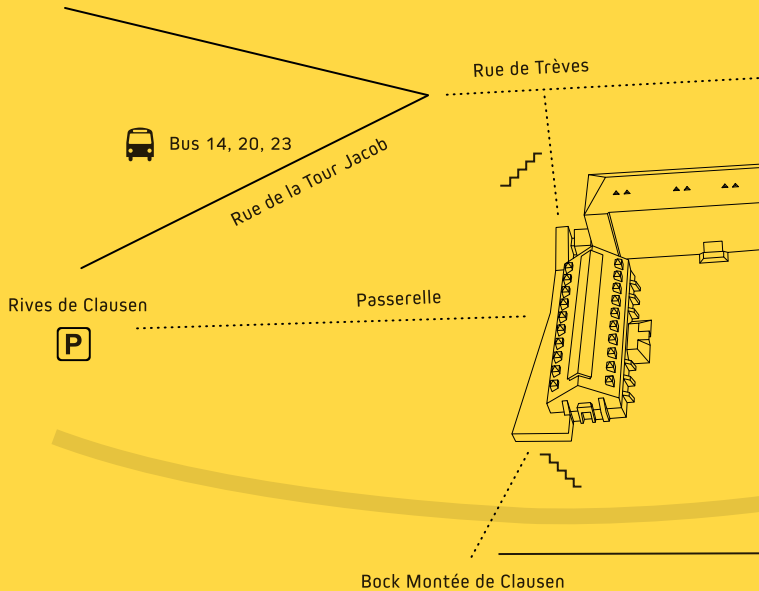 Rue de Trèves
Bus 14, 20, 23
Rue de la Tour Jacob
Rives de Clausen
Passerelle
P
Bock Montée de Clausen